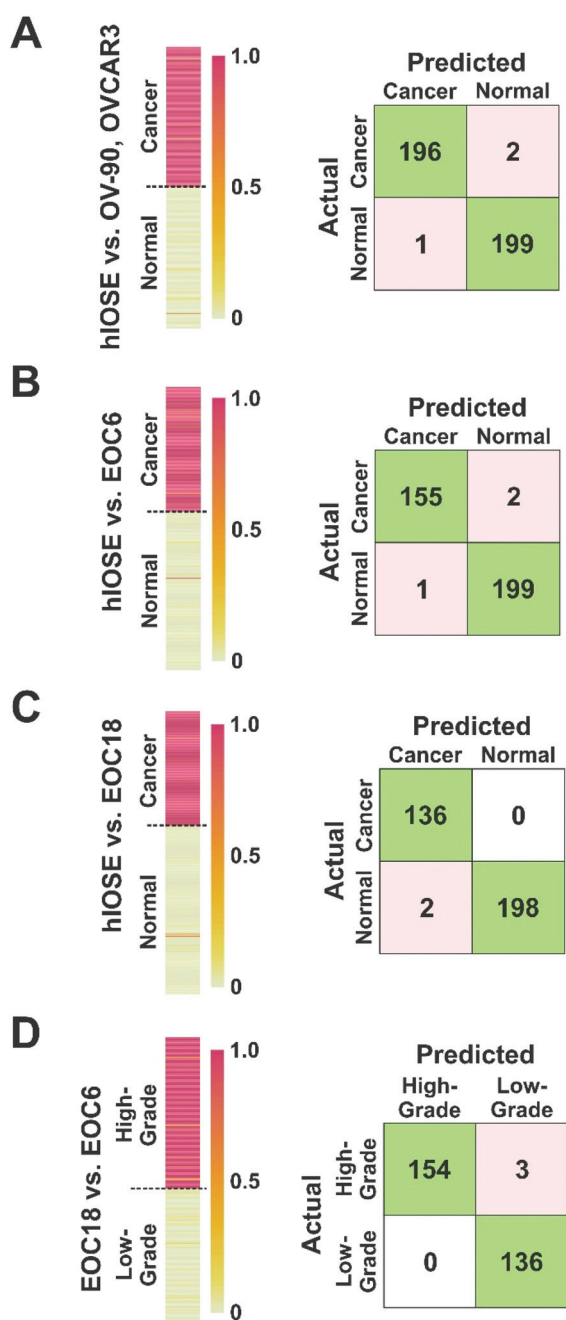 A
hIOSE vs. OV-90, OVCAR3
Cancer
Normal
1.0
0.5
0
Predicted
Cancer Normal
Actual
Cancer
196 2
Normal
1 199
B
hIOSE vs. EOC6
Cancer
Normal
1.0
0.5
0
Predicted
Cancer Normal
Actual
Cancer
155 2
Normal
1 199
C
hIOSE vs. EOC18
Cancer
Normal
1.0
0.5
0
Predicted
Cancer Normal
Actual
Cancer
136 0
Normal
2 198
D
EOC18 vs. EOC6
High-
Grade
Low-
Grade
1.0
0.5
0
Predicted
High- Low-
Grade Grade
Actual
High-
Grade
154 3
Low-
Grade
0 136